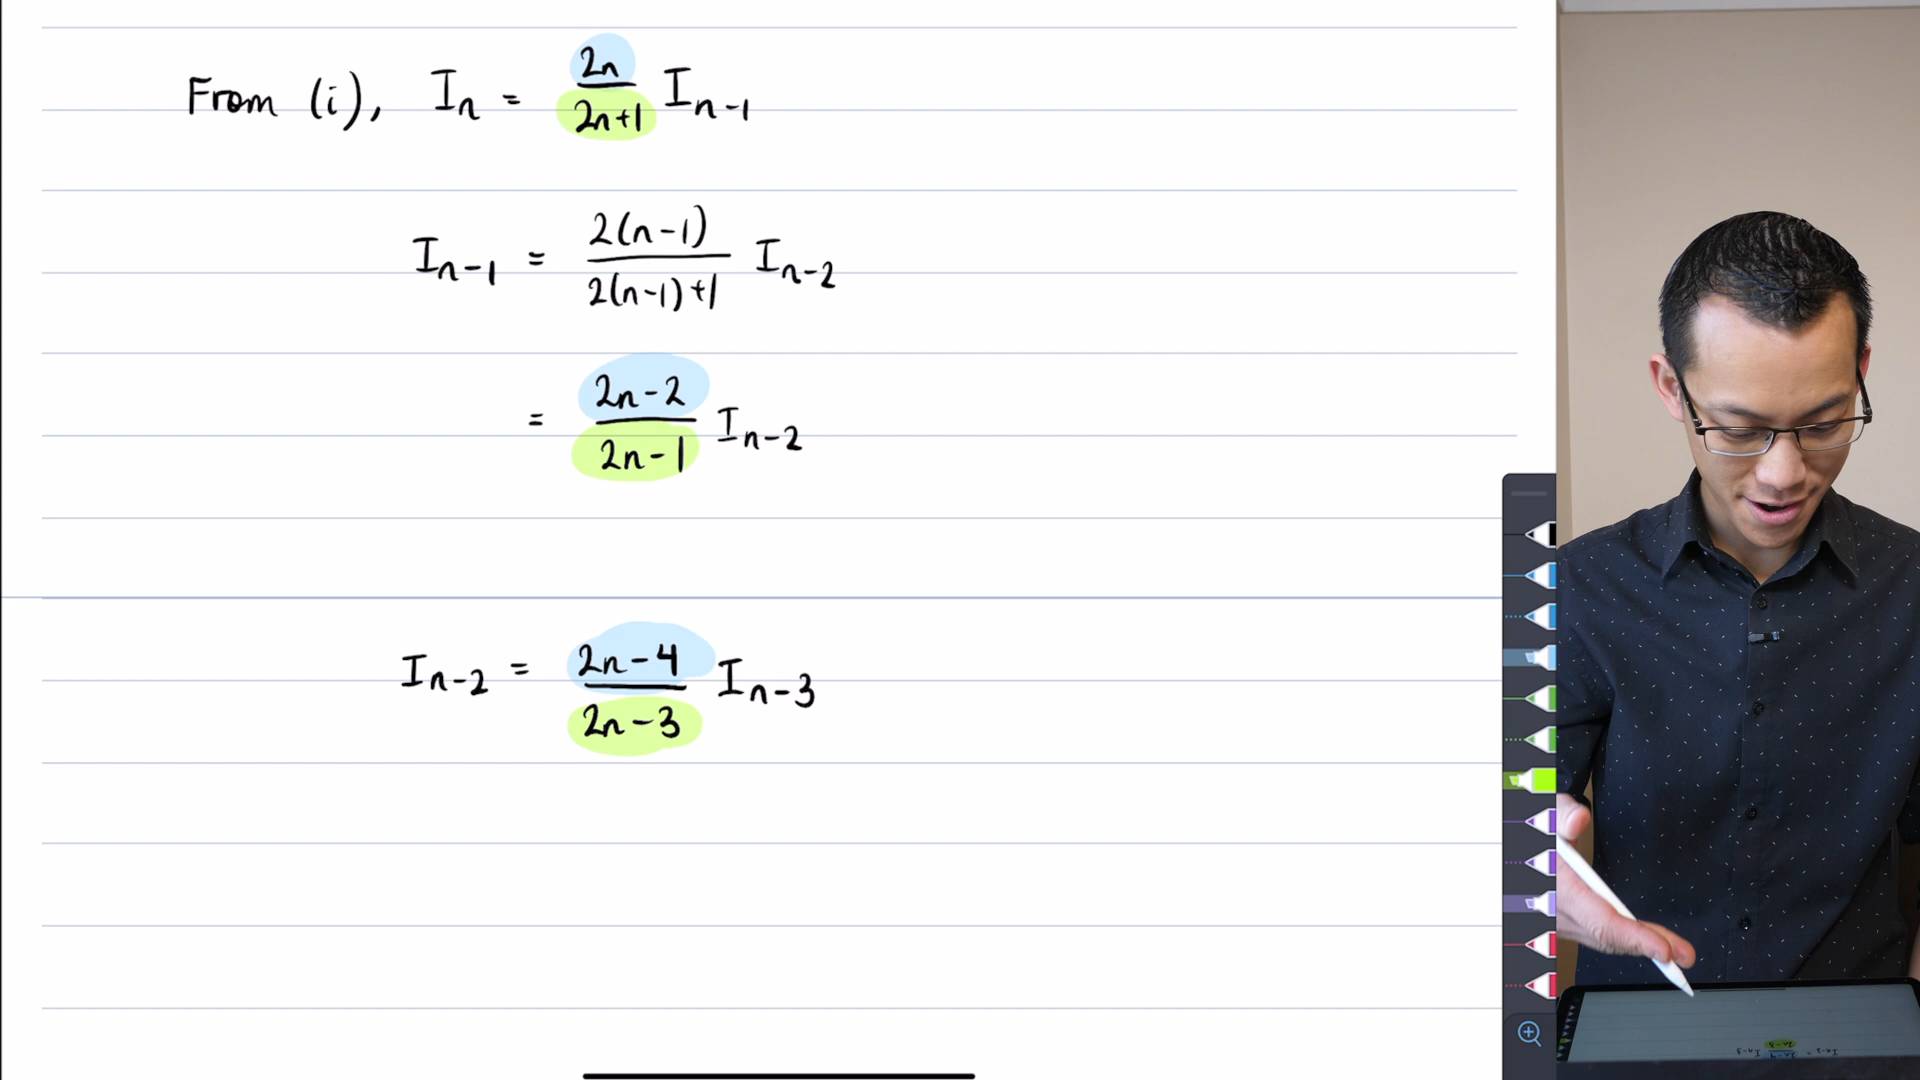 From (i), Iₙ = 2n/2n+1 Iₙ₋₁
Iₙ₋₁ = 2(n-1)/2(n-1)+1 Iₙ₋₂
= 2n-2/2n-1 Iₙ₋₂
Iₙ₋₂ = 2n-4/2n-3 Iₙ₋₃